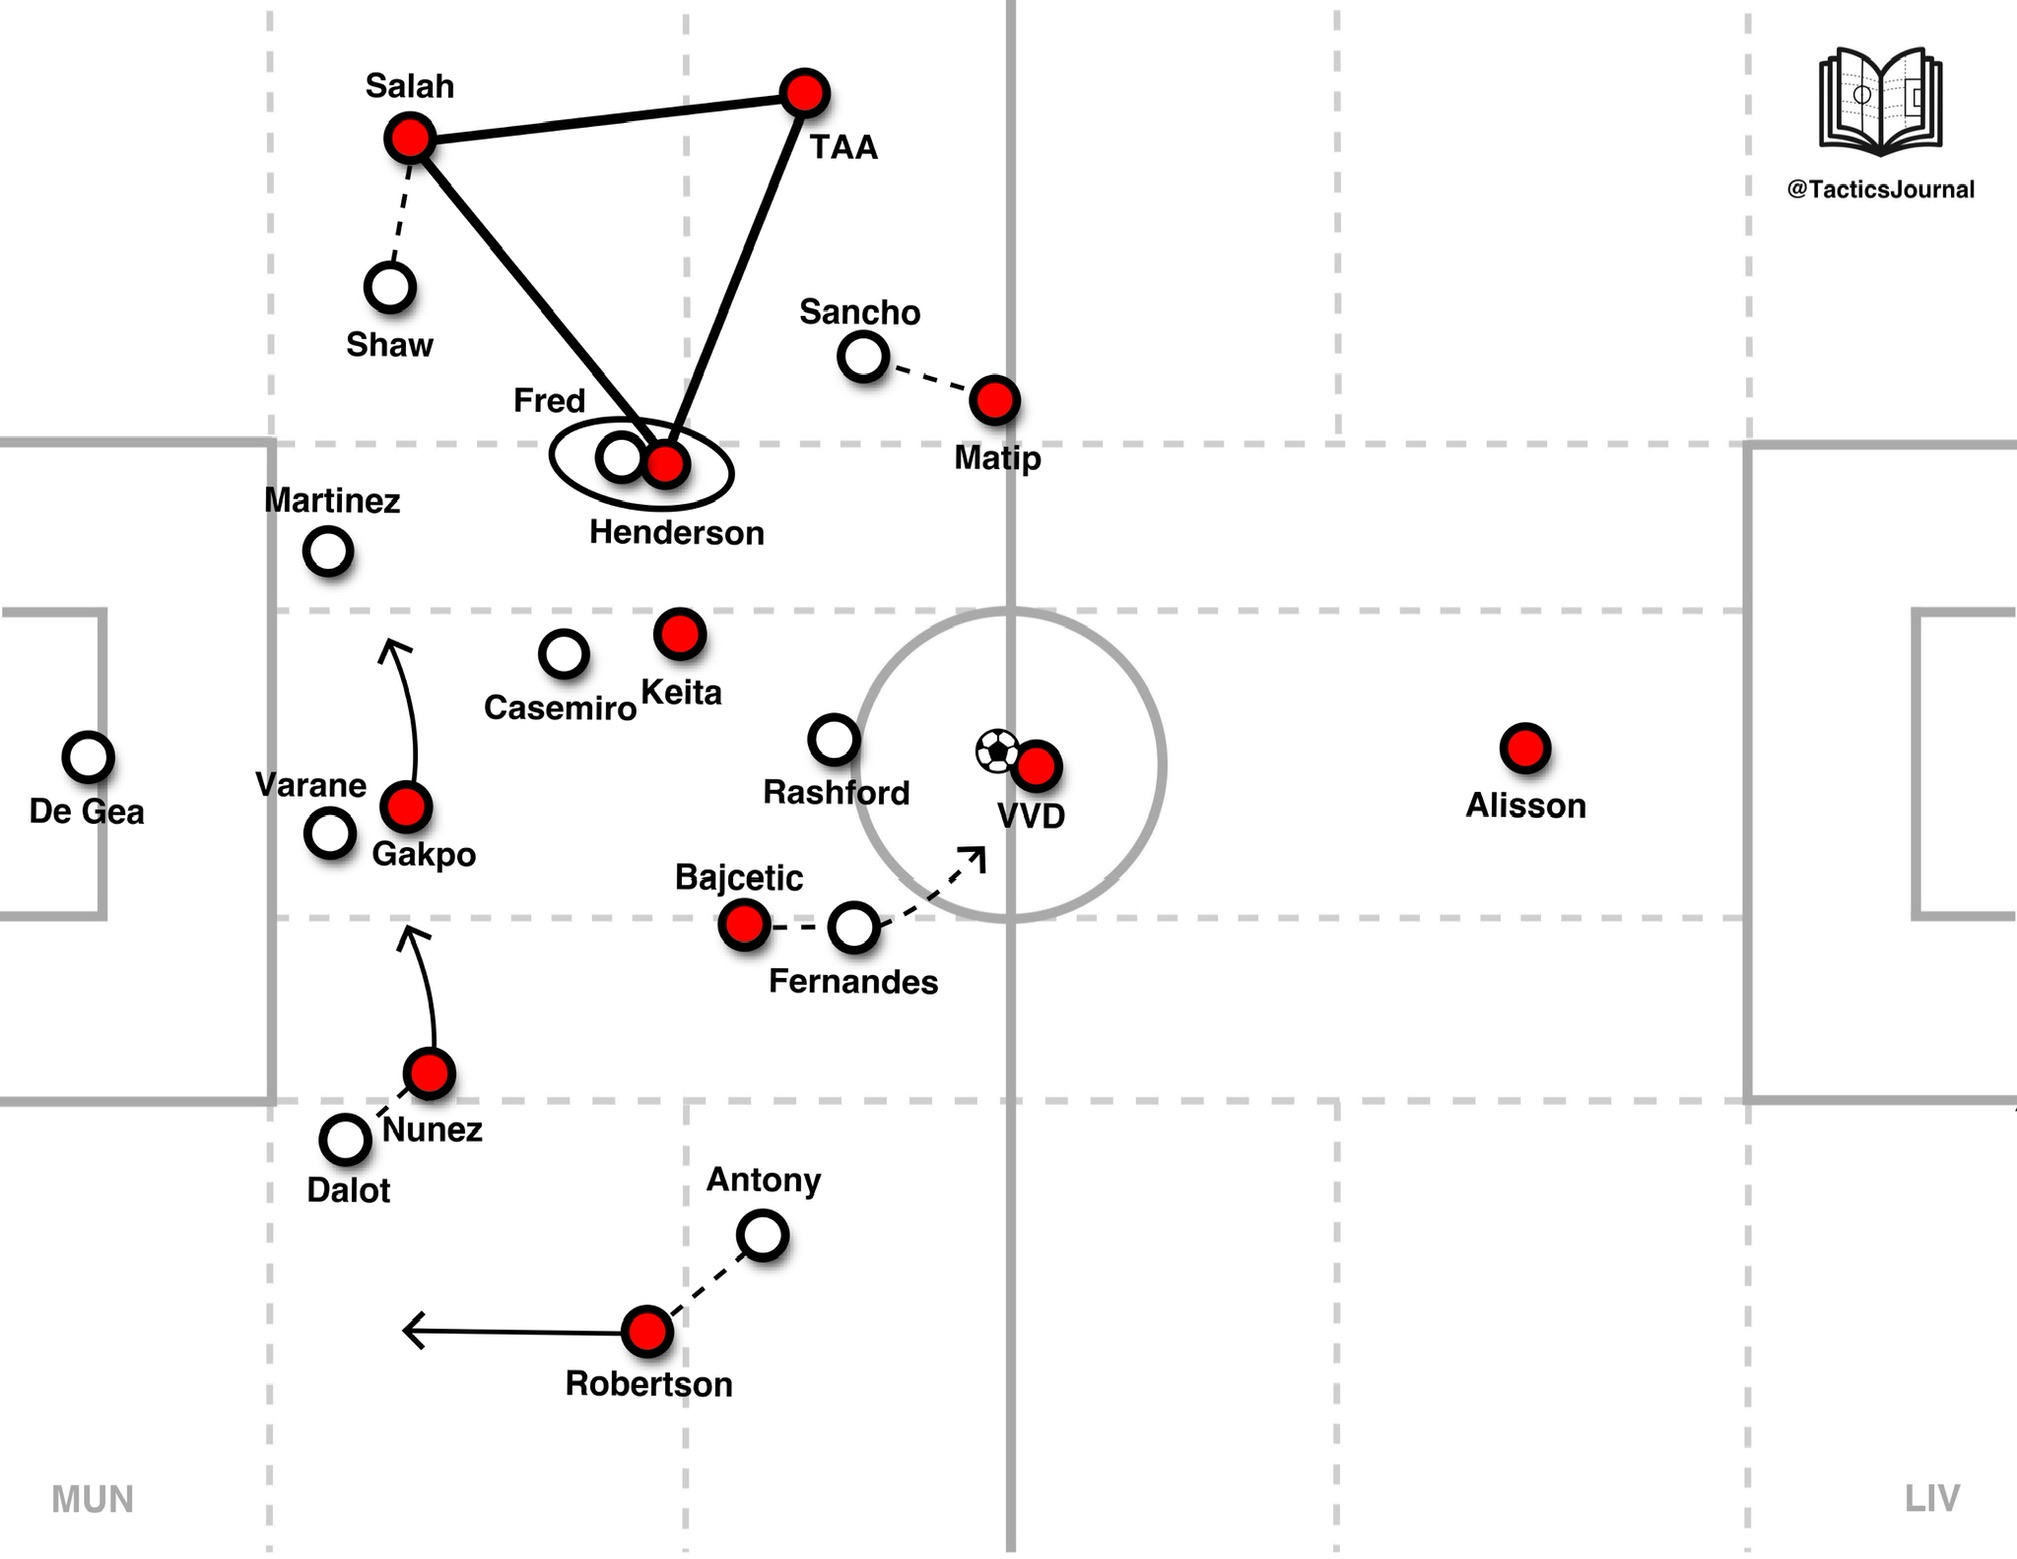 Salah
TAA
@TacticsJournal
Sancho
Shaw
Fred
Matip
Martinez
Henderson
Keita
Casemiro
Varane
Rashford
De Gea
VVD
Alisson
Gakpo
Bajcetic
Fernandes
Nunez
Dalot
Antony
Robertson
MUN
LIV